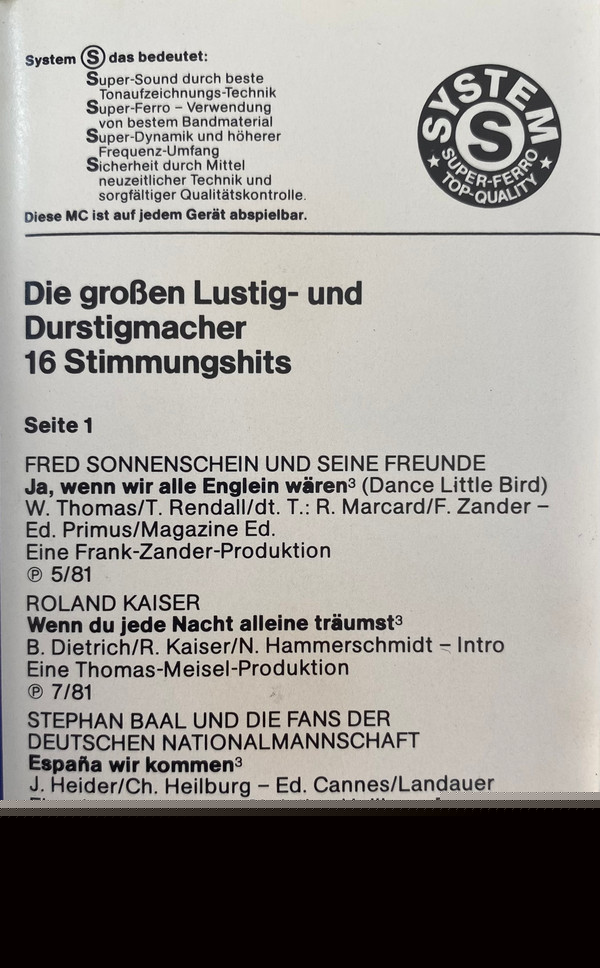 System Ⓢ das bedeutet:
Super-Sound durch beste
Tonaufzeichnungs-Technik
Super-Ferro – Verwendung
von bestem Bandmaterial
Super-Dynamik und höherer
Frequenz-Umfang
Sicherheit durch Mittel
neuzeitlicher Technik und
sorgfältiger Qualitätskontrolle.
Diese MC ist auf jedem Gerät abspielbar.
SYSTEM
S
★ SUPER-FERRO ★
TOP-QUALITY
Die großen Lustig- und
Durstigmacher
16 Stimmungshits
Seite 1
FRED SONNENSCHEIN UND SEINE FREUNDE
Ja, wenn wir alle Englein wären³ (Dance Little Bird)
W. Thomas/T. Rendall/dt. T.: R. Marcard/F. Zander –
Ed. Primus/Magazine Ed.
Eine Frank-Zander-Produktion
℗ 5/81
ROLAND KAISER
Wenn du jede Nacht alleine träumst³
B. Dietrich/R. Kaiser/N. Hammerschmidt – Intro
Eine Thomas-Meisel-Produktion
℗ 7/81
STEPHAN BAAL UND DIE FANS DER
DEUTSCHEN NATIONALMANNSCHAFT
España wir kommen³
J. Heider/Ch. Heilburg – Ed. Cannes/Landauer